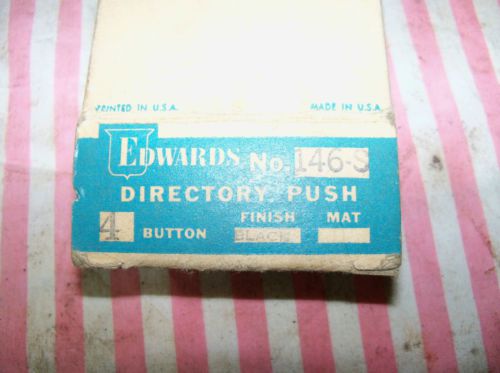 PRINTED IN U.S.A. MADE IN U.S.A.
EDWARDS No. 146-S
DIRECTORY PUSH
4 BUTTON FINISH BLACK MAT